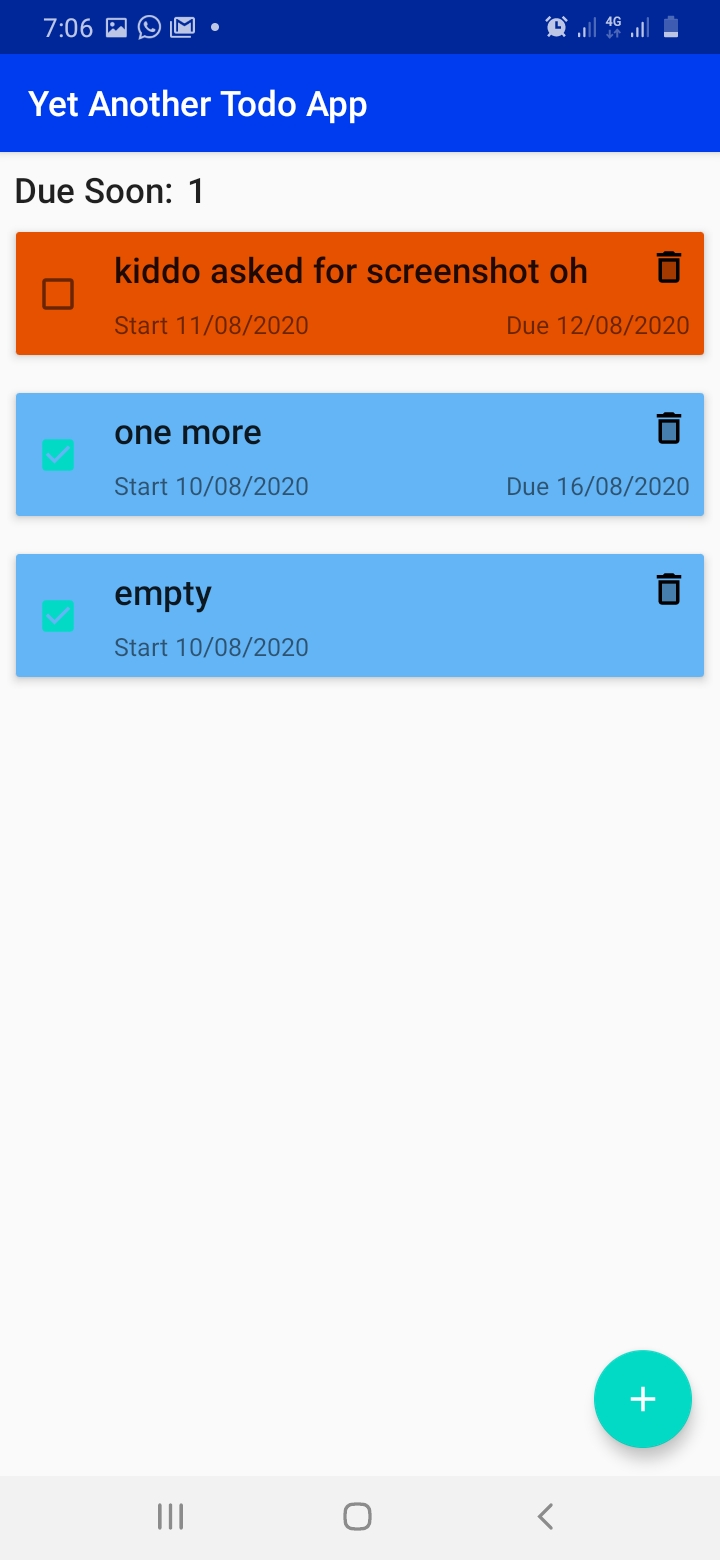 7:06
4G
Yet Another Todo App
Due Soon: 1
kiddo asked for screenshot oh
Start 11/08/2020 Due 12/08/2020
one more
Start 10/08/2020 Due 16/08/2020
empty
Start 10/08/2020